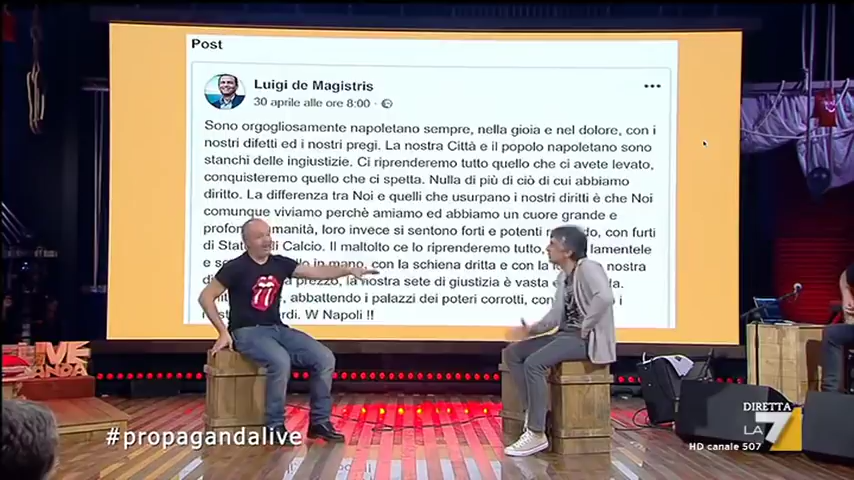 Post
Luigi de Magistris
30 aprile alle ore 8:00 ·
Sono orgogliosamente napoletano sempre, nella gioia e nel dolore, con i
nostri difetti ed i nostri pregi. La nostra Città e il popolo napoletano sono
stanchi delle ingiustizie. Ci riprenderemo tutto quello che ci avete levato,
conquisteremo quello che ci spetta. Nulla di più di ciò di cui abbiamo
diritto. La differenza tra Noi e quelli che usurpano i nostri diritti è che Noi
comunque viviamo perchè amiamo ed abbiamo un cuore grande e
umanità, loro invece si sentono forti e potenti con furti
di Calcio. Il maltolto ce lo riprenderemo tutto, lamentele
e in mano, con la schiena dritta e con la nostra
prezzo, la nostra sete di giustizia è vasta
abbattendo i palazzi dei poteri corrotti, i
W Napoli !!
#propagandalive
DIRETTA
LA 7
HD canale 507